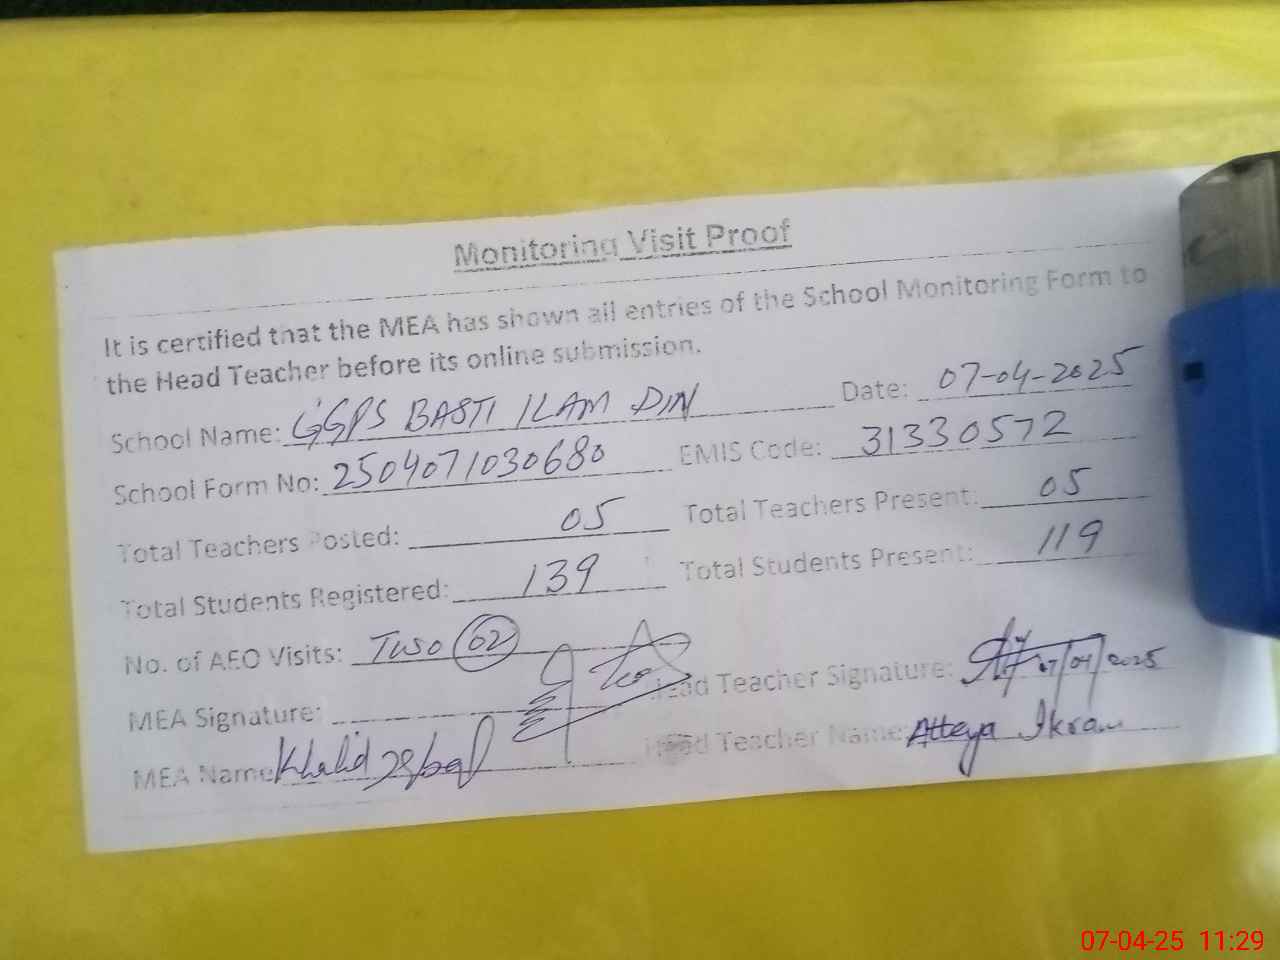 Monitoring Visit Proof
It is certified that the MEA has shown all entries of the School Monitoring Form to
the Head Teacher before its online submission.
School Name: GGPS BASTI ILAM DIN Date: 07-04-2025
School Form No: 2504071030680 EMIS Code: 31330572
Total Teachers Posted: 05 Total Teachers Present: 05
Total Students Registered: 139 Total Students Present: 119
No. of AEO Visits: Two 02
MEA Signature: Head Teacher Signature: 07/04/2025
MEA Name Khalid Iqbal Head Teacher Name: Atteya Ikram
07-04-25 11:29